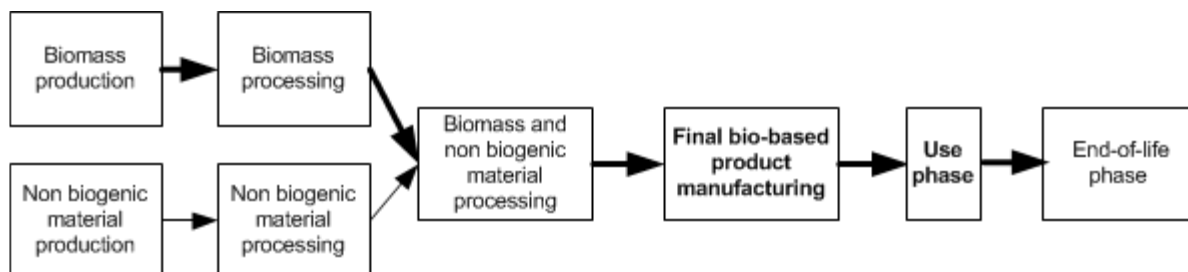 Biomass
production
Biomass
processing
Non biogenic
material
production
Non biogenic
material
processing
Biomass and
non biogenic
material
processing
Final bio-based
product
manufacturing
Use
phase
End-of-life
phase